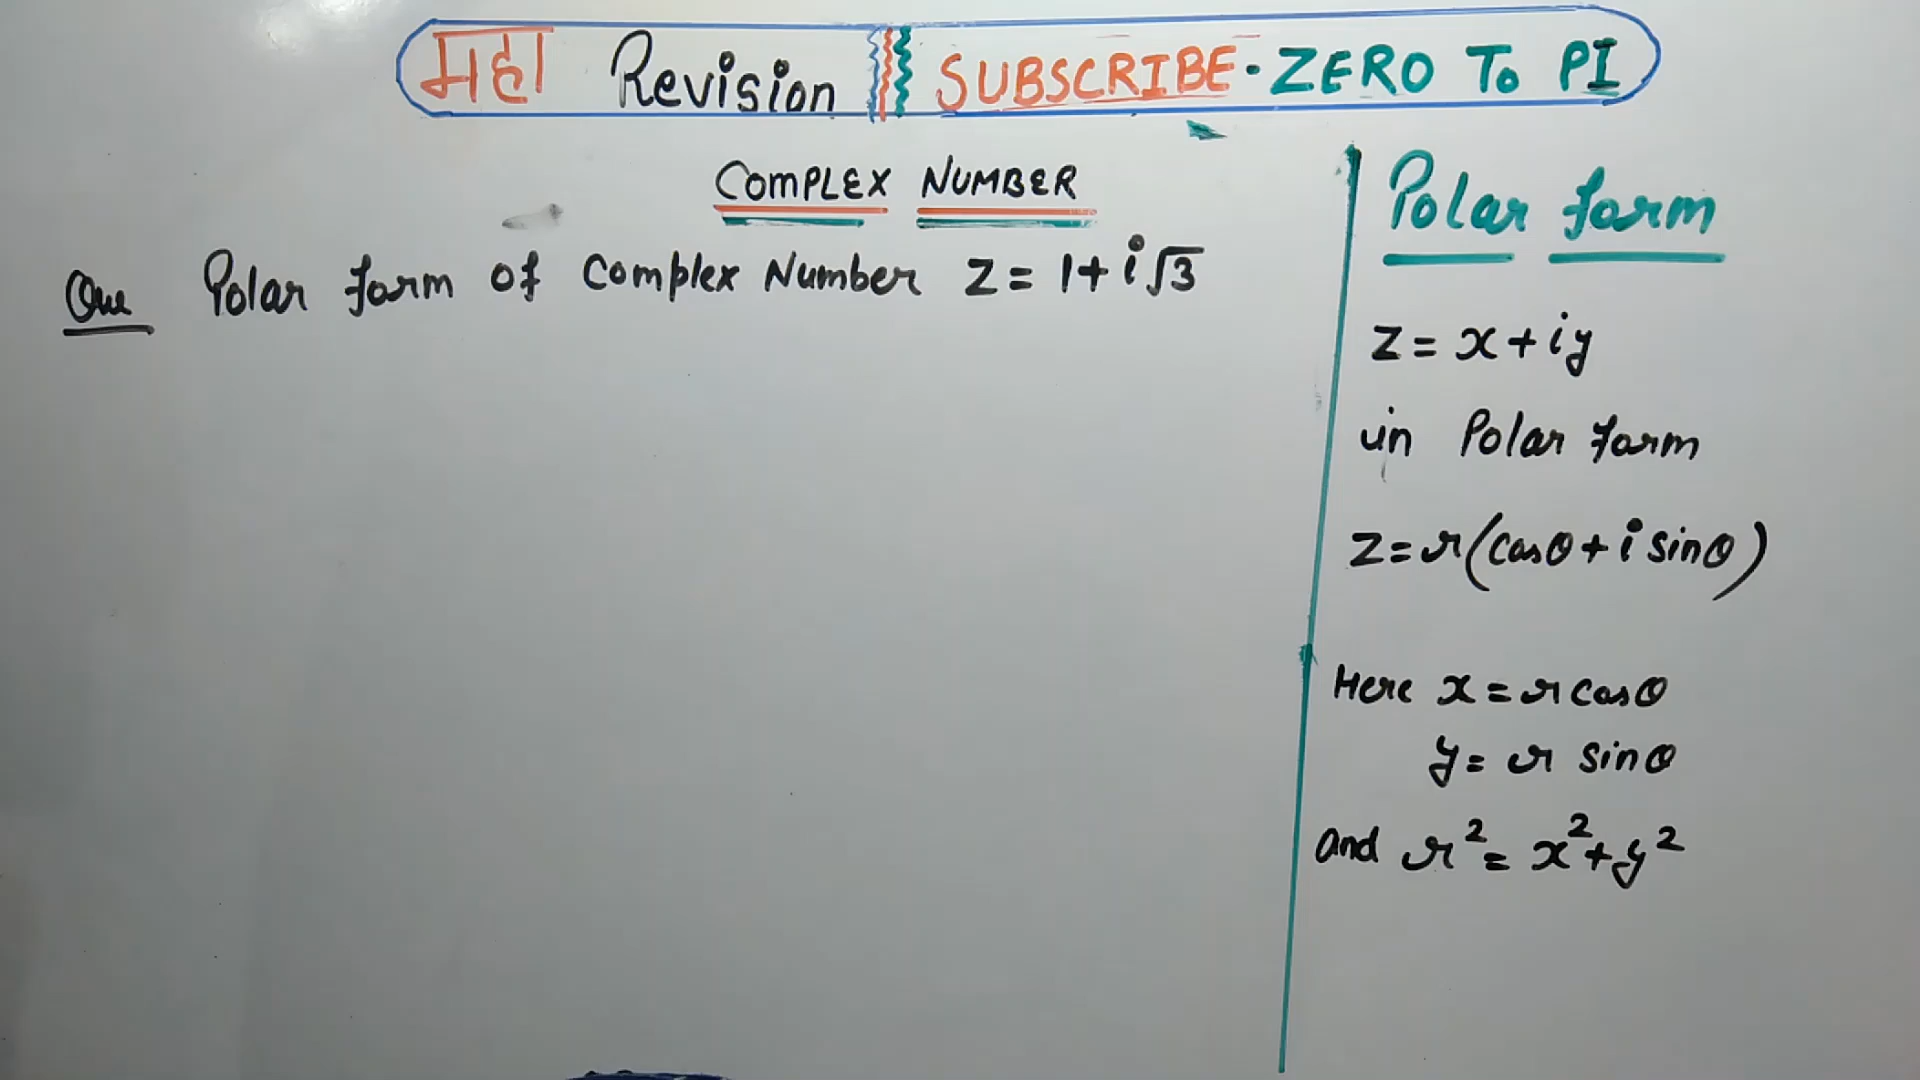 महा Revision SUBSCRIBE·ZERO TO PI
COMPLEX NUMBER
Que Polar form of Complex Number Z = 1 + i√3
Polar form
Z = x + iy
in Polar form
Z = r(cosθ + i sinθ)
Here x = r cosθ
y = r sinθ
and r² = x² + y²